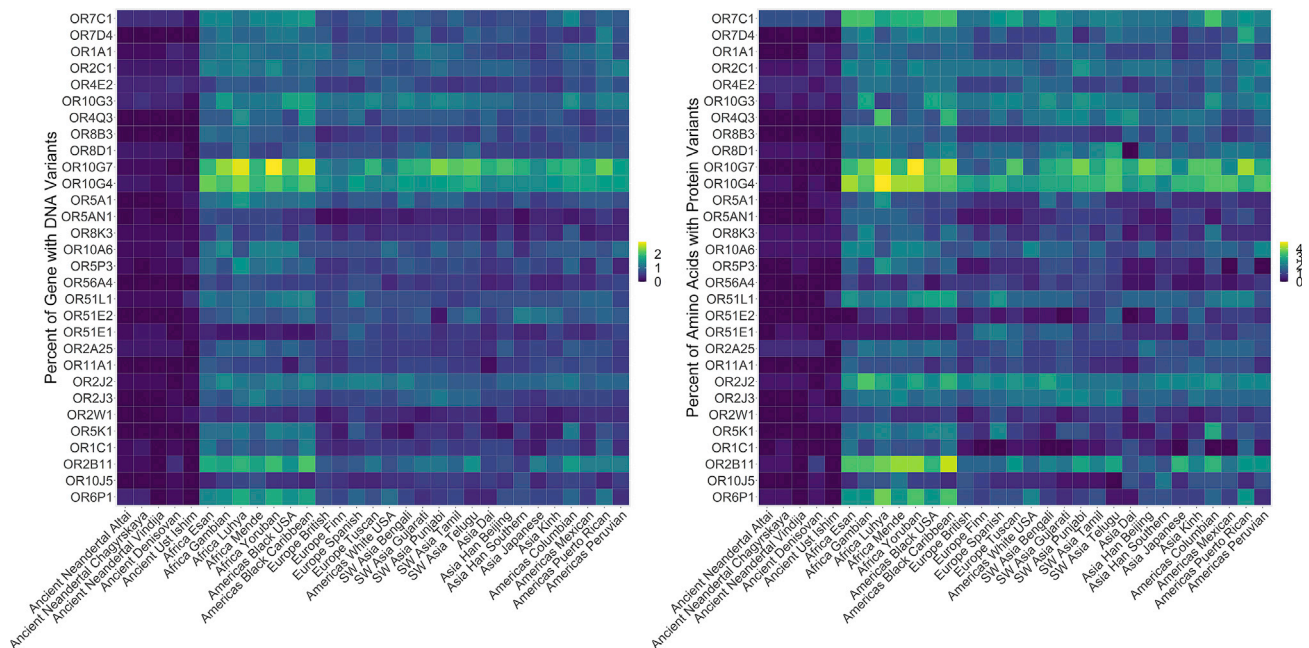 Percent of Gene with DNA Variants
OR7C1
OR7D4
OR1A1
OR2C1
OR4E2
OR10G3
OR4Q3
OR8B3
OR8D1
OR10G7
OR10G4
OR5A1
OR5AN1
OR8K3
OR10A6
OR5P3
OR56A4
OR51L1
OR51E2
OR51E1
OR2A25
OR11A1
OR2J2
OR2J3
OR2W1
OR5K1
OR1C1
OR2B11
OR10J5
OR6P1
Ancient Neandertal Altai
Ancient Neandertal Chagyrskaya
Ancient Neandertal Vindija
Ancient Denisovan
Ancient Ust Ishim
Africa Esan
Africa Gambian
Africa Luhya
Africa Mende
Africa Yoruban
Americas Black USA
Americas Black Caribbean
Europe British
Europe Finn
Europe Spanish
Europe Tuscan
Americas White USA
SW Asia Bengali
SW Asia Gujarati
SW Asia Punjabi
SW Asia Tamil
SW Asia Telugu
Asia Dai
Asia Han Beijing
Asia Han Southern
Asia Japanese
Asia Kinh
Americas Columbian
Americas Mexican
Americas Puerto Rican
Americas Peruvian
2
1
0
Percent of Amino Acids with Protein Variants
OR7C1
OR7D4
OR1A1
OR2C1
OR4E2
OR10G3
OR4Q3
OR8B3
OR8D1
OR10G7
OR10G4
OR5A1
OR5AN1
OR8K3
OR10A6
OR5P3
OR56A4
OR51L1
OR51E2
OR51E1
OR2A25
OR11A1
OR2J2
OR2J3
OR2W1
OR5K1
OR1C1
OR2B11
OR10J5
OR6P1
Ancient Neandertal Altai
Ancient Neandertal Chagyrskaya
Ancient Neandertal Vindija
Ancient Denisovan
Ancient Ust Ishim
Africa Esan
Africa Gambian
Africa Luhya
Africa Mende
Africa Yoruban
Americas Black USA
Americas Black Caribbean
Europe British
Europe Finn
Europe Spanish
Europe Tuscan
Americas White USA
SW Asia Bengali
SW Asia Gujarati
SW Asia Punjabi
SW Asia Tamil
SW Asia Telugu
Asia Dai
Asia Han Beijing
Asia Han Southern
Asia Japanese
Asia Kinh
Americas Columbian
Americas Mexican
Americas Puerto Rican
Americas Peruvian
4
3
2
1
0